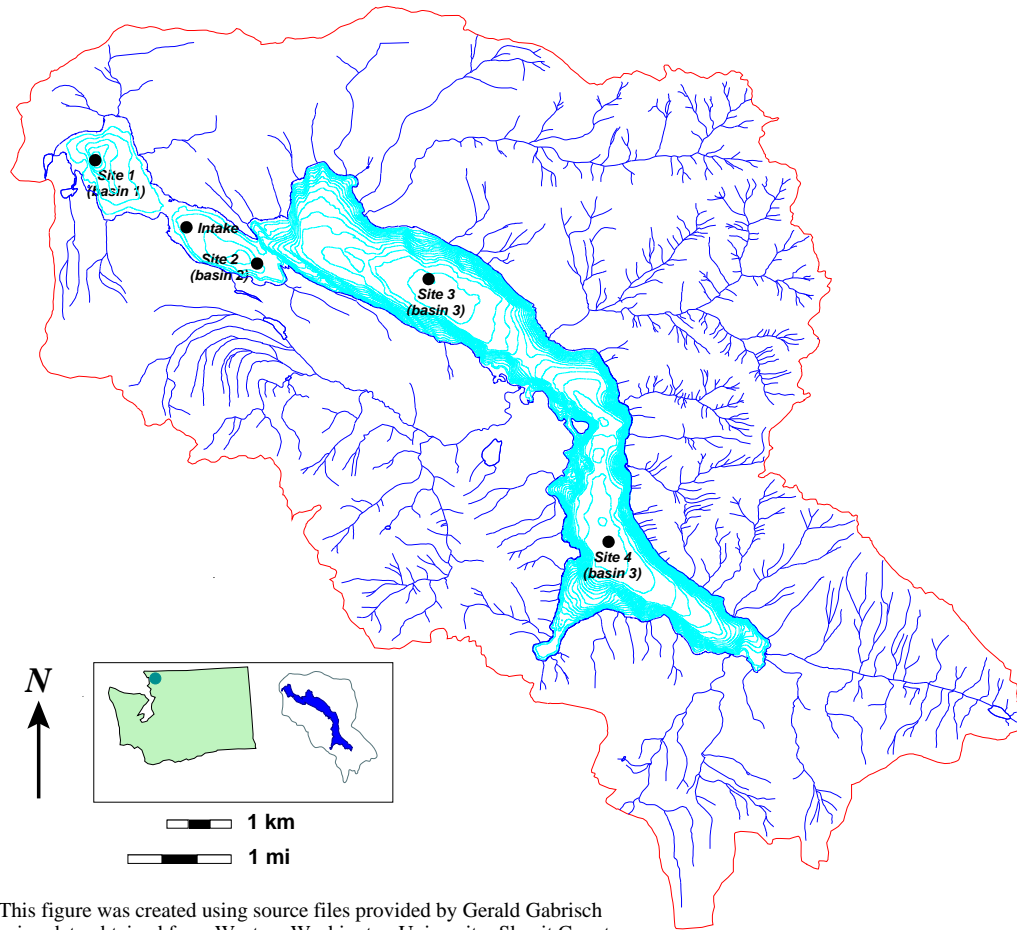 Site 1
(basin 1)
Intake
Site 2
(basin 2)
Site 3
(basin 3)
Site 4
(basin 3)
N
1 km
1 mi
This figure was created using source files provided by Gerald Gabrisch